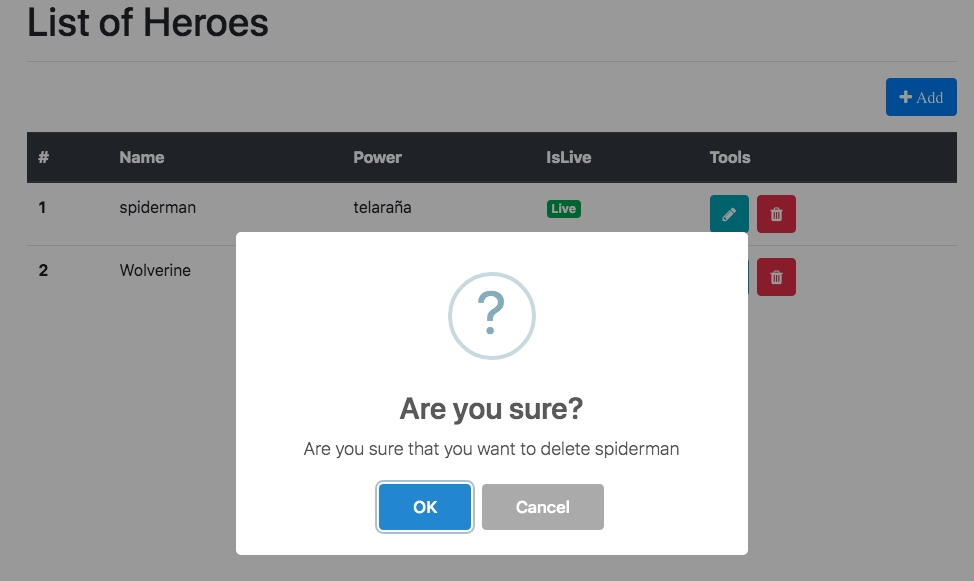 List of Heroes
+ Add
# Name Power IsLive Tools
1 spiderman telaraña Live
2 Wolverine
?
Are you sure?
Are you sure that you want to delete spiderman
OK Cancel